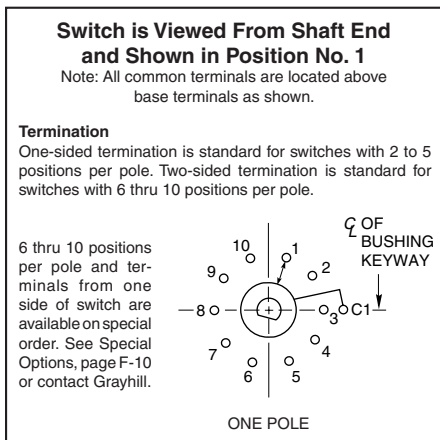 Switch is Viewed From Shaft End
and Shown in Position No. 1
Note: All common terminals are located above
base terminals as shown.
Termination
One-sided termination is standard for switches with 2 to 5
positions per pole. Two-sided termination is standard for
switches with 6 thru 10 positions per pole.
6 thru 10 positions
per pole and ter-
minals from one
side of switch are
available on special
order. See Special
Options, page F-10
or contact Grayhill.
℄ OF
BUSHING
KEYWAY
10 1
9 2
8 3 C1
7 4
6 5
ONE POLE